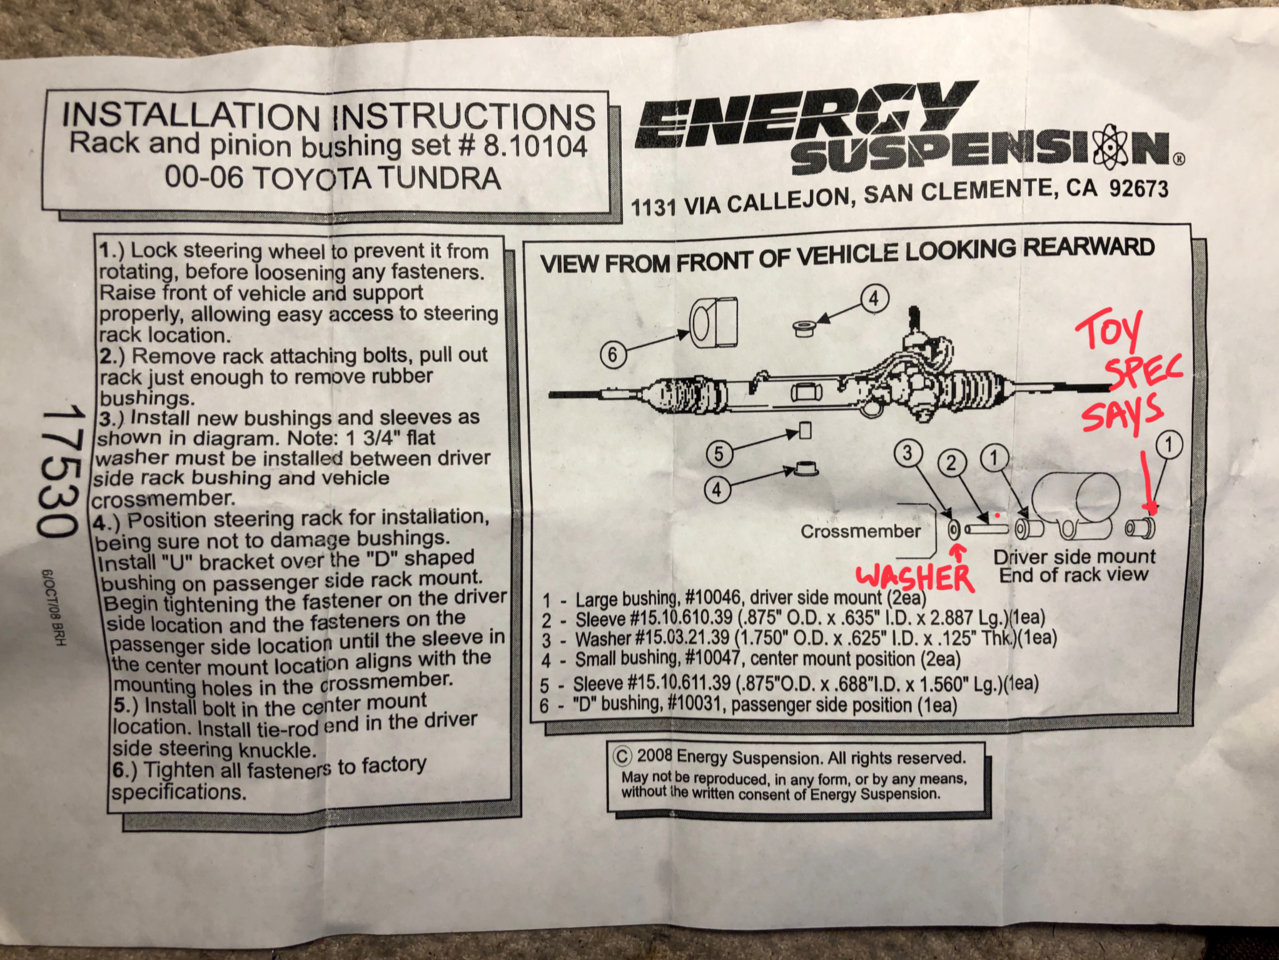 INSTALLATION INSTRUCTIONS
Rack and pinion bushing set # 8.10104
00-06 TOYOTA TUNDRA
ENERGY
SUSPENSION®
1131 VIA CALLEJON, SAN CLEMENTE, CA 92673
1.) Lock steering wheel to prevent it from
rotating, before loosening any fasteners.
Raise front of vehicle and support
properly, allowing easy access to steering
rack location.
2.) Remove rack attaching bolts, pull out
rack just enough to remove rubber
bushings.
3.) Install new bushings and sleeves as
shown in diagram. Note: 1 3/4" flat
washer must be installed between driver
side rack bushing and vehicle
crossmember.
4.) Position steering rack for installation,
being sure not to damage bushings.
Install "U" bracket over the "D" shaped
bushing on passenger side rack mount.
Begin tightening the fastener on the driver
side location and the fasteners on the
passenger side location until the sleeve in
the center mount location aligns with the
mounting holes in the crossmember.
5.) Install bolt in the center mount
location. Install tie-rod end in the driver
side steering knuckle.
6.) Tighten all fasteners to factory
specifications.
17530
6/OCT/08 BRH
VIEW FROM FRONT OF VEHICLE LOOKING REARWARD
4
6
TOY
SPEC
SAYS
5
4
3
2
1
1
Crossmember
WASHER
Driver side mount
End of rack view
1 - Large bushing, #10046, driver side mount (2ea)
2 - Sleeve #15.10.610.39 (.875" O.D. x .635" I.D. x 2.887 Lg.)(1ea)
3 - Washer #15.03.21.39 (1.750" O.D. x .625" I.D. x .125" Thk.)(1ea)
4 - Small bushing, #10047, center mount position (2ea)
5 - Sleeve #15.10.611.39 (.875"O.D. x .688"I.D. x 1.560" Lg.)(1ea)
6 - "D" bushing, #10031, passenger side position (1ea)
© 2008 Energy Suspension. All rights reserved.
May not be reproduced, in any form, or by any means,
without the written consent of Energy Suspension.